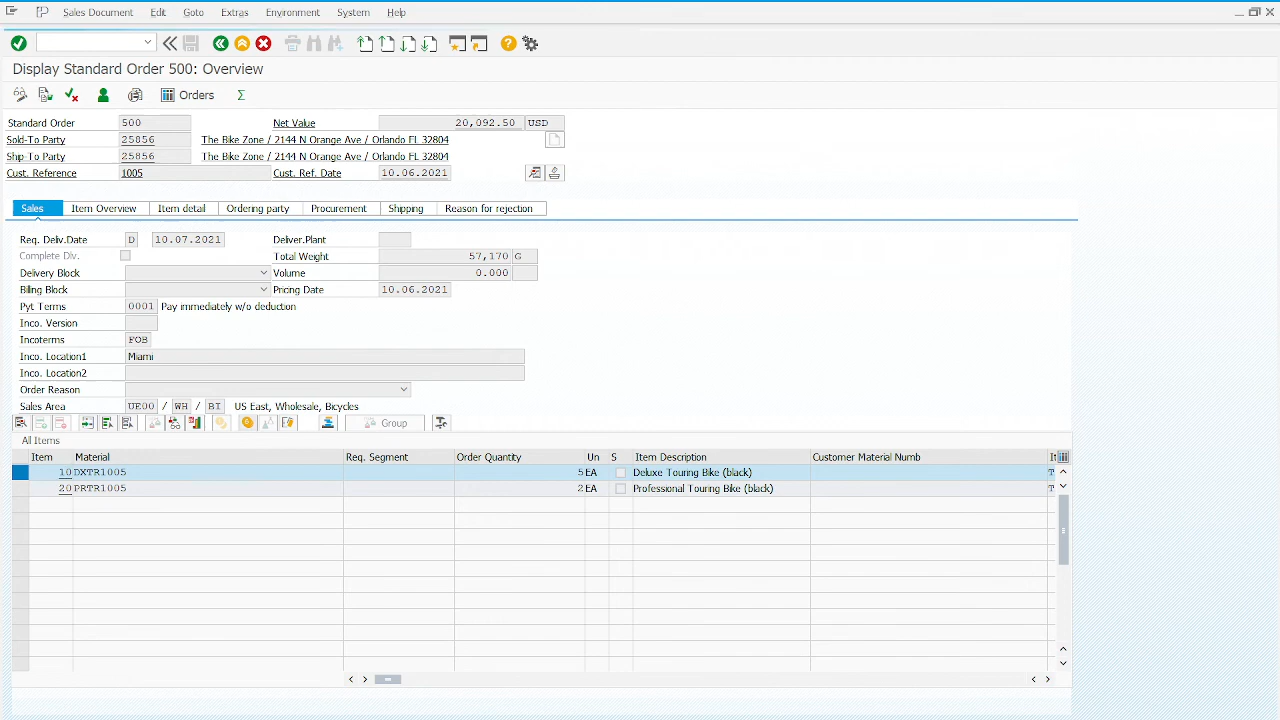 Sales Document Edit Goto Extras Environment System Help
Display Standard Order 500: Overview
Orders
Standard Order 500 Net Value 20,092.50 USD
Sold-To Party 25856 The Bike Zone / 2144 N Orange Ave / Orlando FL 32804
Ship-To Party 25856 The Bike Zone / 2144 N Orange Ave / Orlando FL 32804
Cust. Reference 1005 Cust. Ref. Date 10.06.2021
Sales Item Overview Item detail Ordering party Procurement Shipping Reason for rejection
Req. Deliv.Date D 10.07.2021 Deliver.Plant
Complete Dlv. Total Weight 57,170 G
Delivery Block Volume 0.000
Billing Block Pricing Date 10.06.2021
Pyt Terms 0001 Pay immediately w/o deduction
Inco. Version
Incoterms FOB
Inco. Location1 Miami
Inco. Location2
Order Reason
Sales Area UE00 / WH / BI US East, Wholesale, Bicycles
Group
All Items
Item Material Req. Segment Order Quantity Un S Item Description Customer Material Numb It
10 DXTR1005 5 EA Deluxe Touring Bike (black) T
20 PRTR1005 2 EA Professional Touring Bike (black) T